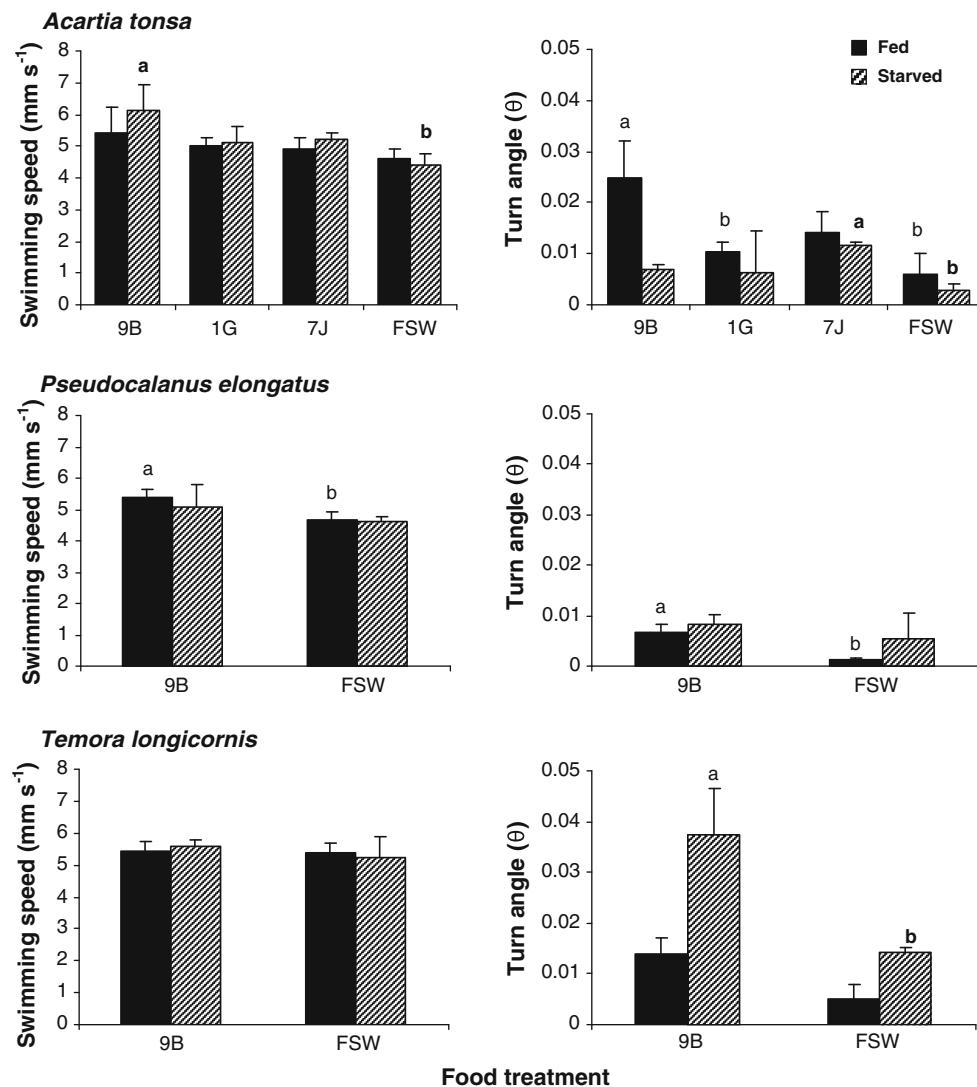 Acartia tonsa
Swimming speed (mm s⁻¹)
8
7
6
5
4
3
2
1
0
a
b
9B 1G 7J FSW
Turn angle (θ)
0.05
0.04
0.03
0.02
0.01
0
Fed
Starved
a
b
a
b
b
9B 1G 7J FSW
Pseudocalanus elongatus
Swimming speed (mm s⁻¹)
8
7
6
5
4
3
2
1
0
a
b
9B FSW
Turn angle (θ)
0.05
0.04
0.03
0.02
0.01
0
a
b
9B FSW
Temora longicornis
Swimming speed (mm s⁻¹)
8
7
6
5
4
3
2
1
0
9B FSW
Turn angle (θ)
0.05
0.04
0.03
0.02
0.01
0
a
b
9B FSW
Food treatment